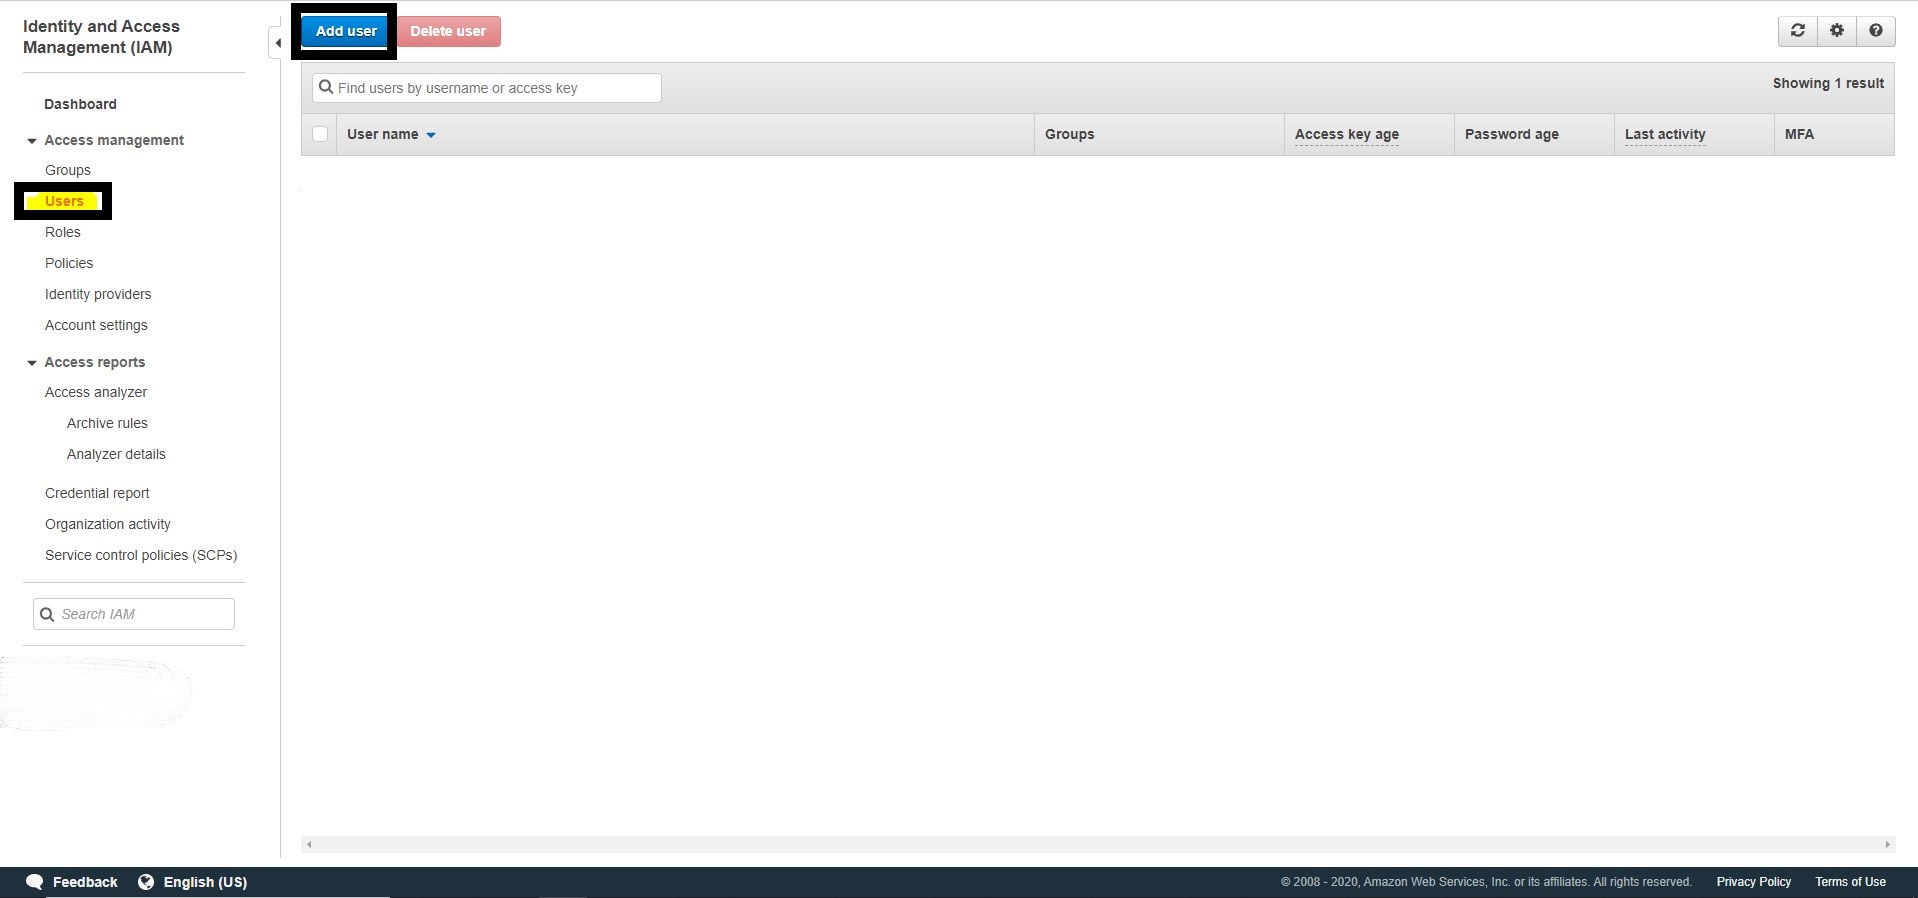 Identity and Access
Management (IAM)
Dashboard
Access management
Groups
Users
Roles
Policies
Identity providers
Account settings
Access reports
Access analyzer
Archive rules
Analyzer details
Credential report
Organization activity
Service control policies (SCPs)
Search IAM
Add user Delete user
Find users by username or access key Showing 1 result
User name Groups Access key age Password age Last activity MFA
Feedback English (US) © 2008 - 2020, Amazon Web Services, Inc. or its affiliates. All rights reserved. Privacy Policy Terms of Use